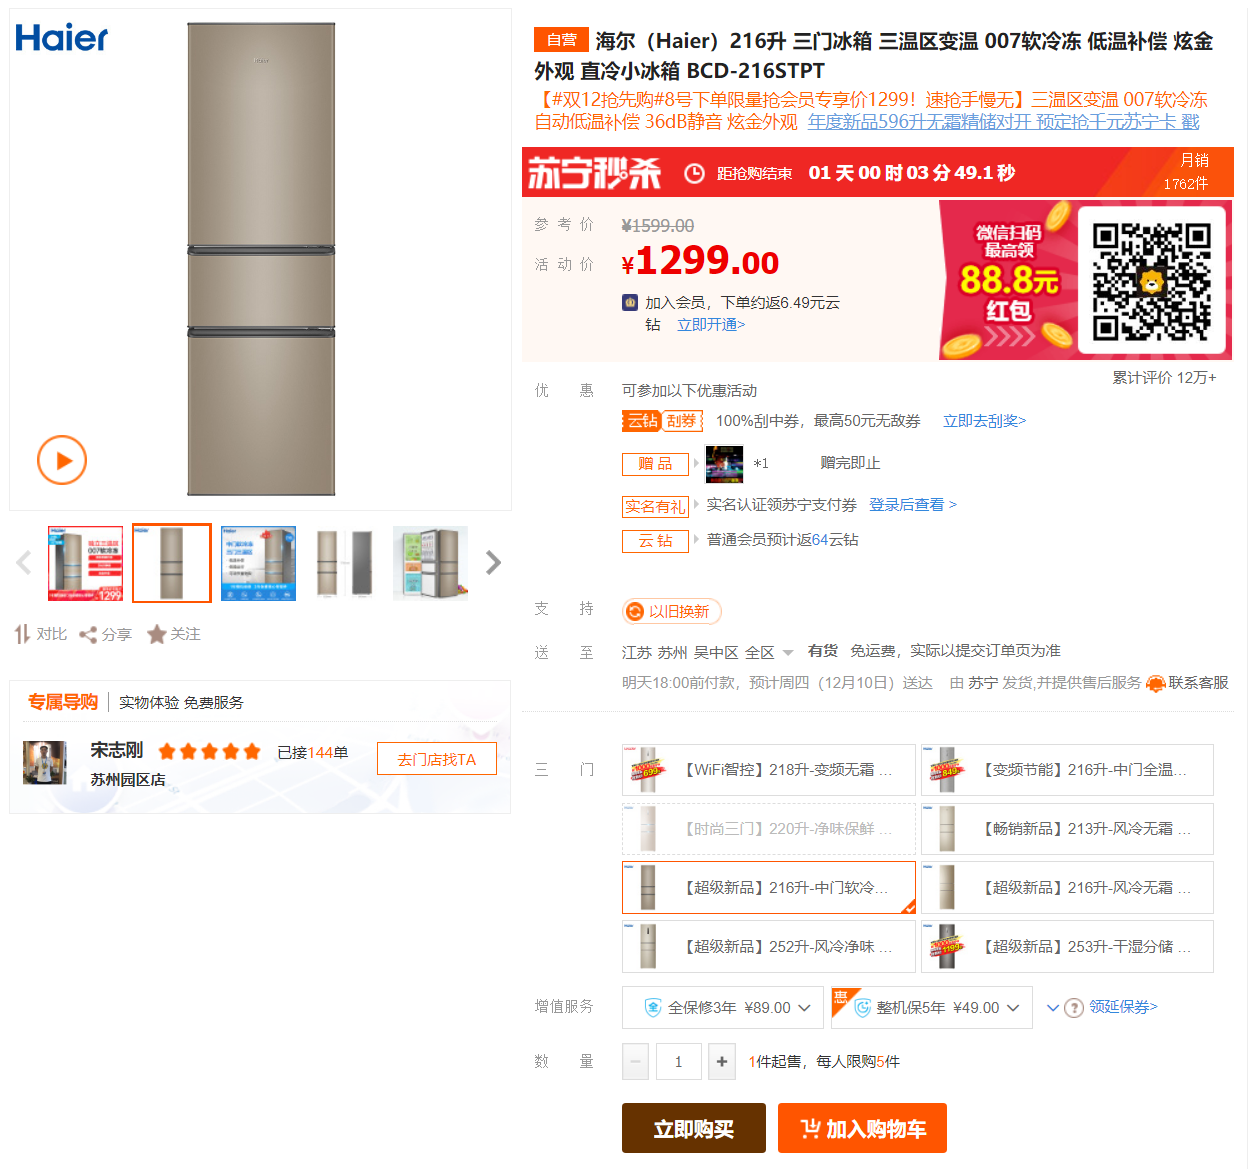 Haier
自营 海尔（Haier）216升 三门冰箱 三温区变温 007软冷冻 低温补偿 炫金
外观 直冷小冰箱 BCD-216STPT
【#双12抢先购#8号下单限量抢会员专享价1299！速抢手慢无】三温区变温 007软冷冻
自动低温补偿 36dB静音 炫金外观 年度新品596升无霜精储对开 预定抢千元苏宁卡 戳
苏宁秒杀 距抢购结束 01 天 00 时 03 分 49.1 秒
月销
1762件
参考价 ¥1599.00
活动价 ¥1299.00
加入会员，下单约返6.49元云
钻 立即开通>
微信扫码
最高领
88.8元
红包
累计评价 12万+
优惠 可参加以下优惠活动
云钻 刮券 100%刮中券，最高50元无敌券 立即去刮奖>
赠品 *1 赠完即止
实名有礼 实名认证领苏宁支付券 登录后查看 >
云钻 普通会员预计返64云钻
支持 以旧换新
送至 江苏 苏州 吴中区 全区 有货 免运费，实际以提交订单页为准
明天18:00前付款，预计周四（12月10日）送达 由 苏宁 发货,并提供售后服务 联系客服
对比 分享 关注
专属导购 实物体验 免费服务
宋志刚 已接144单 去门店找TA
苏州园区店
三门
【WiFi智控】218升-变频无霜 ...
【变频节能】216升-中门全温...
【时尚三门】220升-净味保鲜 ...
【畅销新品】213升-风冷无霜 ...
【超级新品】216升-中门软冷...
【超级新品】216升-风冷无霜 ...
【超级新品】252升-风冷净味 ...
【超级新品】253升-干湿分储 ...
增值服务 全保修3年 ¥89.00 惠 整机保5年 ¥49.00 ? 领延保券>
数量 − 1 + 1件起售，每人限购5件
立即购买 加入购物车